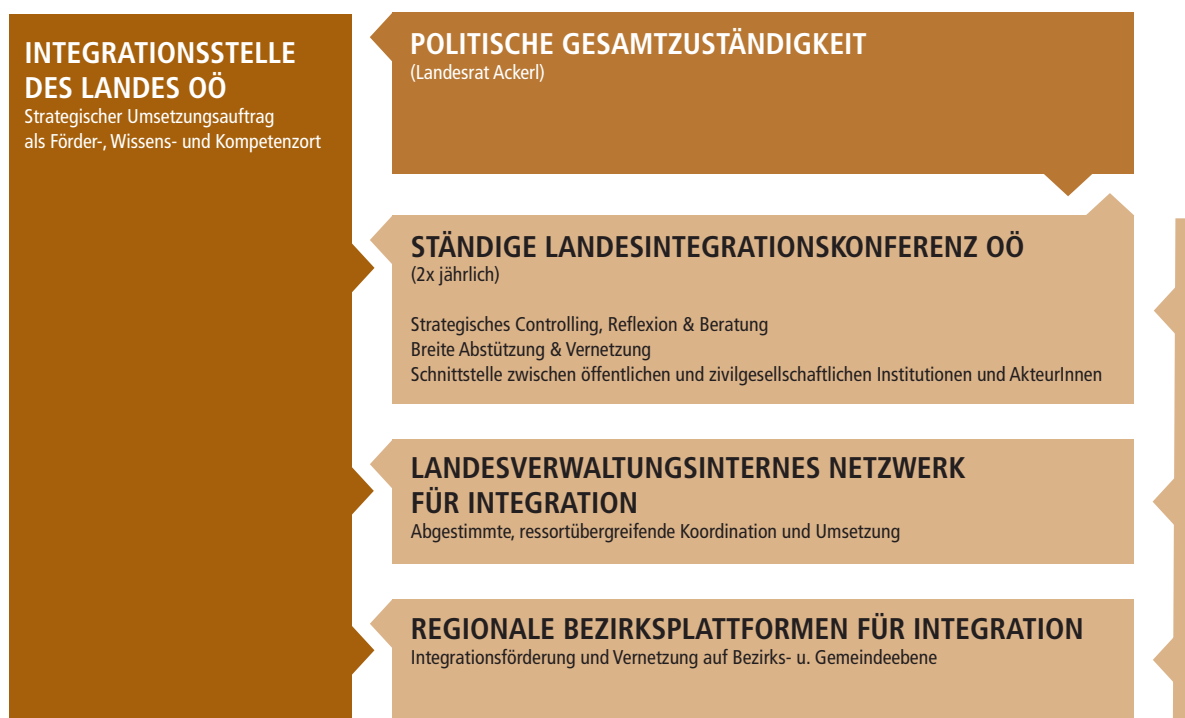 INTEGRATIONSSTELLE
DES LANDES OÖ
Strategischer Umsetzungsauftrag
als Förder-, Wissens- und Kompetenzort
POLITISCHE GESAMTZUSTÄNDIGKEIT
(Landesrat Ackerl)
STÄNDIGE LANDESINTEGRATIONSKONFERENZ OÖ
(2x jährlich)
Strategisches Controlling, Reflexion & Beratung
Breite Abstützung & Vernetzung
Schnittstelle zwischen öffentlichen und zivilgesellschaftlichen Institutionen und AkteurInnen
LANDESVERWALTUNGSINTERNES NETZWERK
FÜR INTEGRATION
Abgestimmte, ressortübergreifende Koordination und Umsetzung
REGIONALE BEZIRKSPLATTFORMEN FÜR INTEGRATION
Integrationsförderung und Vernetzung auf Bezirks- u. Gemeindeebene